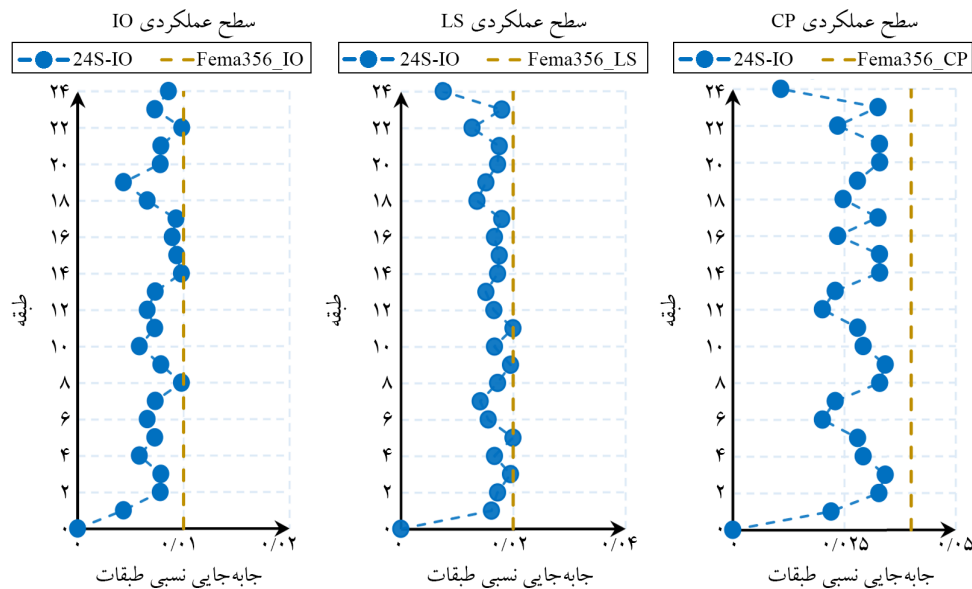 سطح عملکردی IO
24S-IO Fema356_IO
۲۴
۲۲
۲۰
۱۸
۱۶
۱۴
۱۲
۱۰
۸
۶
۴
۲
۰
طبقه
۰ ۰/۰۱ ۰/۰۲
جابه‌جایی نسبی طبقات
سطح عملکردی LS
24S-IO Fema356_LS
۲۴
۲۲
۲۰
۱۸
۱۶
۱۴
۱۲
۱۰
۸
۶
۴
۲
۰
طبقه
۰ ۰/۰۲ ۰/۰۴
جابه‌جایی نسبی طبقات
سطح عملکردی CP
24S-IO Fema356_CP
۲۴
۲۲
۲۰
۱۸
۱۶
۱۴
۱۲
۱۰
۸
۶
۴
۲
۰
طبقه
۰ ۰/۰۲۵ ۰/۰۵
جابه‌جایی نسبی طبقات